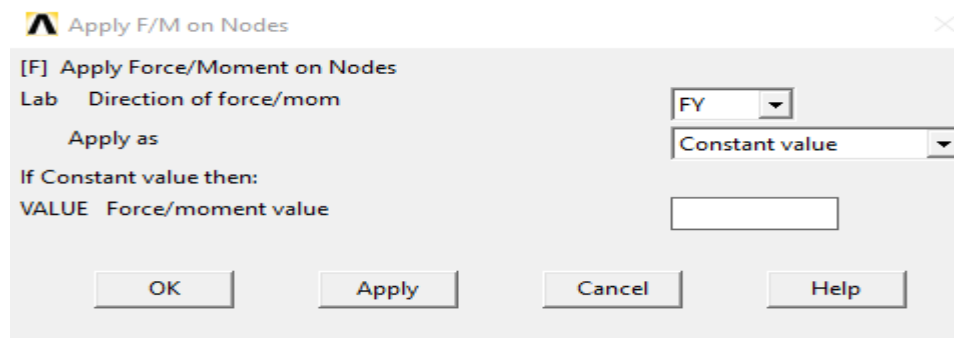 Apply F/M on Nodes
[F] Apply Force/Moment on Nodes
Lab Direction of force/mom FY
Apply as Constant value
If Constant value then:
VALUE Force/moment value
OK Apply Cancel Help